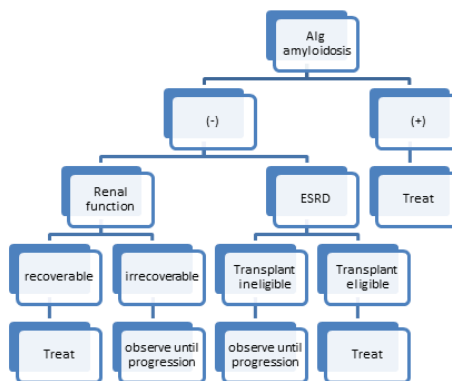 Alg
amyloidosis
(-)
(+)
Renal
function
ESRD
Treat
recoverable
irrecoverable
Transplant
ineligible
Transplant
eligible
Treat
observe until
progression
observe until
progression
Treat